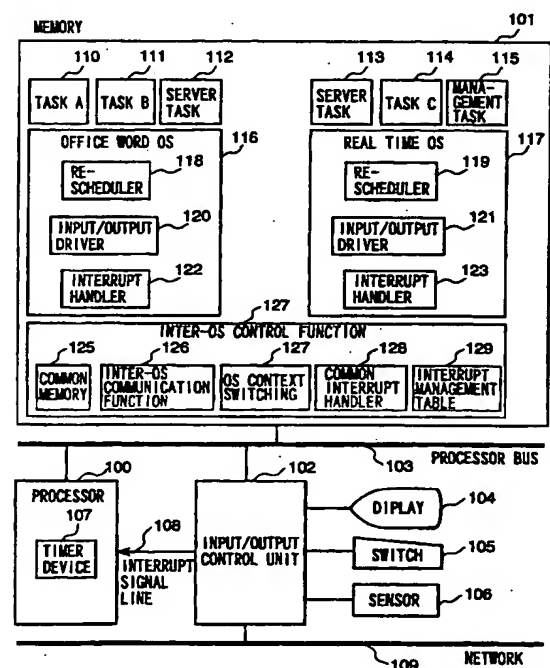 MEMORY
101
110
111
112
113
114
115
TASK A
TASK B
SERVER
TASK
SERVER
TASK
TASK C
MANA-
GEMENT
TASK
OFFICE WORD OS
116
REAL TIME OS
117
118
RE-
SCHEDULER
119
RE-
SCHEDULER
120
INPUT/OUTPUT
DRIVER
121
INPUT/OUTPUT
DRIVER
122
INTERRUPT
HANDLER
123
INTERRUPT
HANDLER
127
INTER-OS CONTROL FUNCTION
125
126
127
128
129
COMMON
MEMORY
INTER-OS
COMMUNICATION
FUNCTION
OS CONTEXT
SWITCHING
COMMON
INTERRUPT
HANDLER
INTERRUPT
MANAGEMENT
TABLE
103
PROCESSOR BUS
100
PROCESSOR
107
TIMER
DEVICE
108
INTERRUPT
SIGNAL
LINE
102
INPUT/OUTPUT
CONTROL UNIT
DIPLAY
104
SWITCH
105
SENSOR
106
109
NETWORK